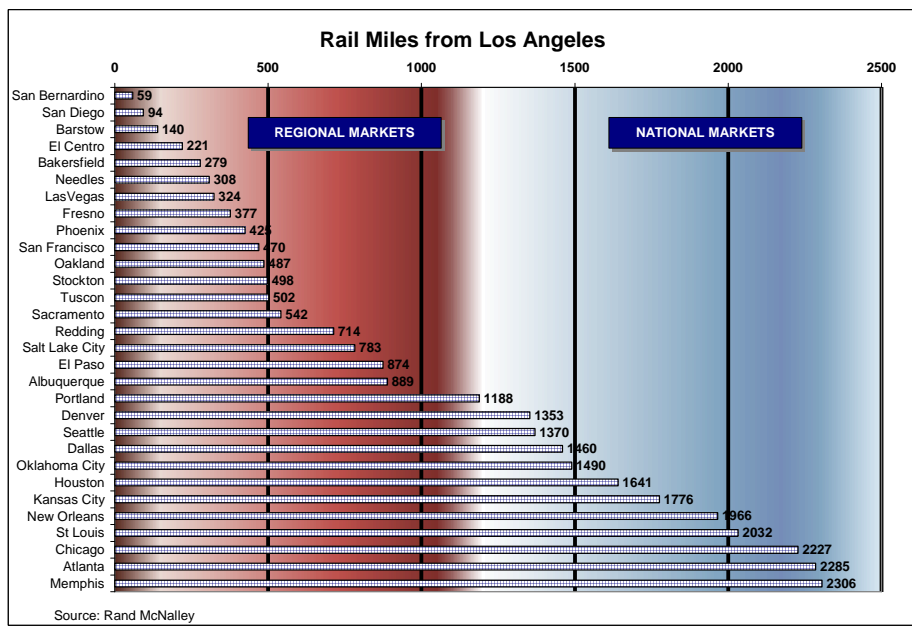 Rail Miles from Los Angeles
0 500 1000 1500 2000 2500
REGIONAL MARKETS NATIONAL MARKETS
San Bernardino 59
San Diego 94
Barstow 140
El Centro 221
Bakersfield 279
Needles 308
LasVegas 324
Fresno 377
Phoenix 425
San Francisco 470
Oakland 487
Stockton 498
Tuscon 502
Sacramento 542
Redding 714
Salt Lake City 783
El Paso 874
Albuquerque 889
Portland 1188
Denver 1353
Seattle 1370
Dallas 1460
Oklahoma City 1490
Houston 1641
Kansas City 1776
New Orleans 1966
St Louis 2032
Chicago 2227
Atlanta 2285
Memphis 2306
Source: Rand McNalley